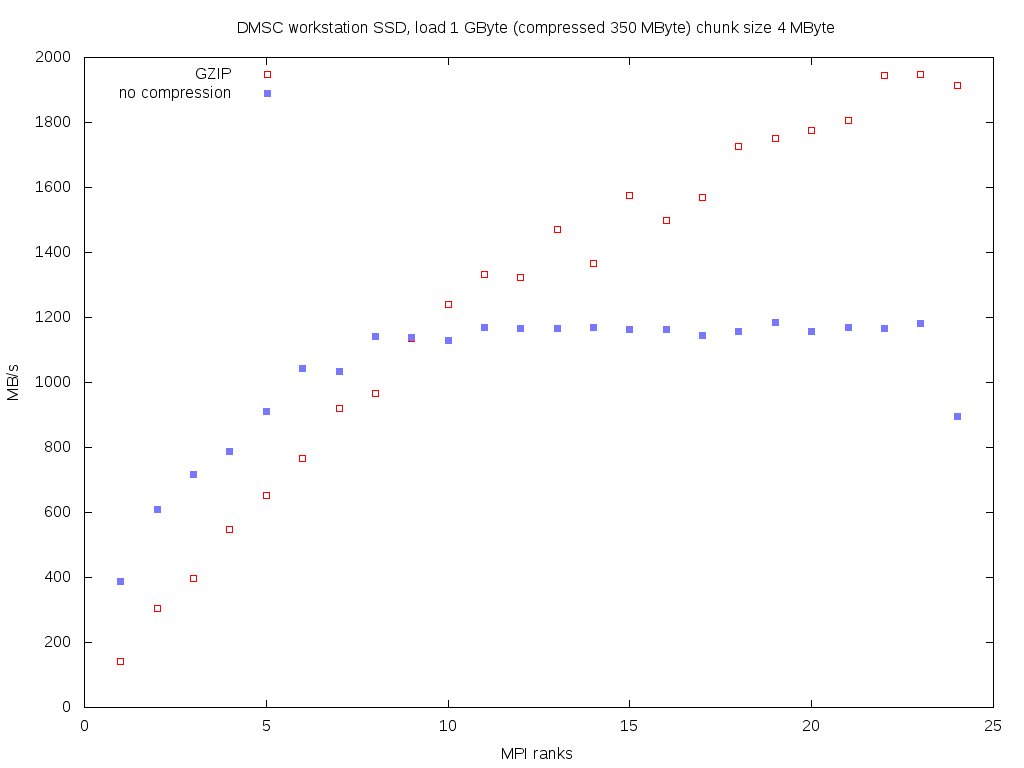 DMSC workstation SSD, load 1 GByte (compressed 350 MByte) chunk size 4 MByte
GZIP
no compression
2000
1800
1600
1400
1200
1000
800
600
400
200
0
MB/s
0 5 10 15 20 25
MPI ranks